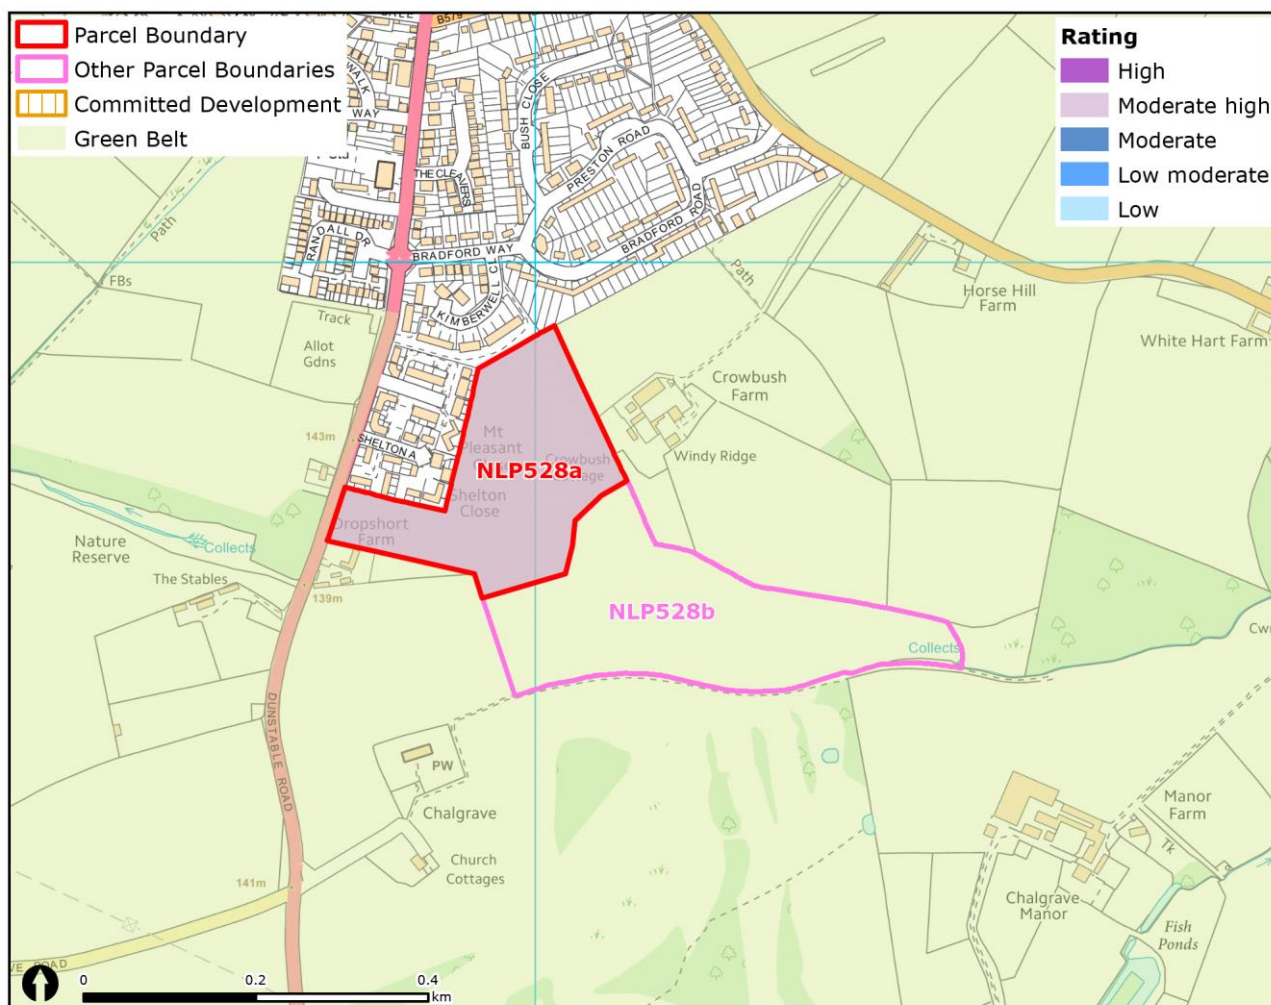 Parcel Boundary
Other Parcel Boundaries
Committed Development
Green Belt
Rating
High
Moderate high
Moderate
Low moderate
Low
B579
WALK
WAY
THE CLEAVERS
BUSH CLOSE
PRESTON ROAD
BRADFORD ROAD
RANDALL DR
BRADFORD WAY
KIMBERWELL CL
Path
FBs
Track
Allot
Gdns
Path
Horse Hill
Farm
White Hart Farm
Crowbush
Farm
Windy Ridge
143m
SHELTON A
Mt
Pleasant
NLP528a
Shelton
Close
Dropshort
Farm
Nature
Reserve
Collects
The Stables
139m
NLP528b
Collects
DUNSTABLE ROAD
PW
Chalgrave
Church
Cottages
141m
Manor
Farm
Tk
Chalgrave
Manor
Fish
Ponds
ROAD
0
0.2
0.4
km